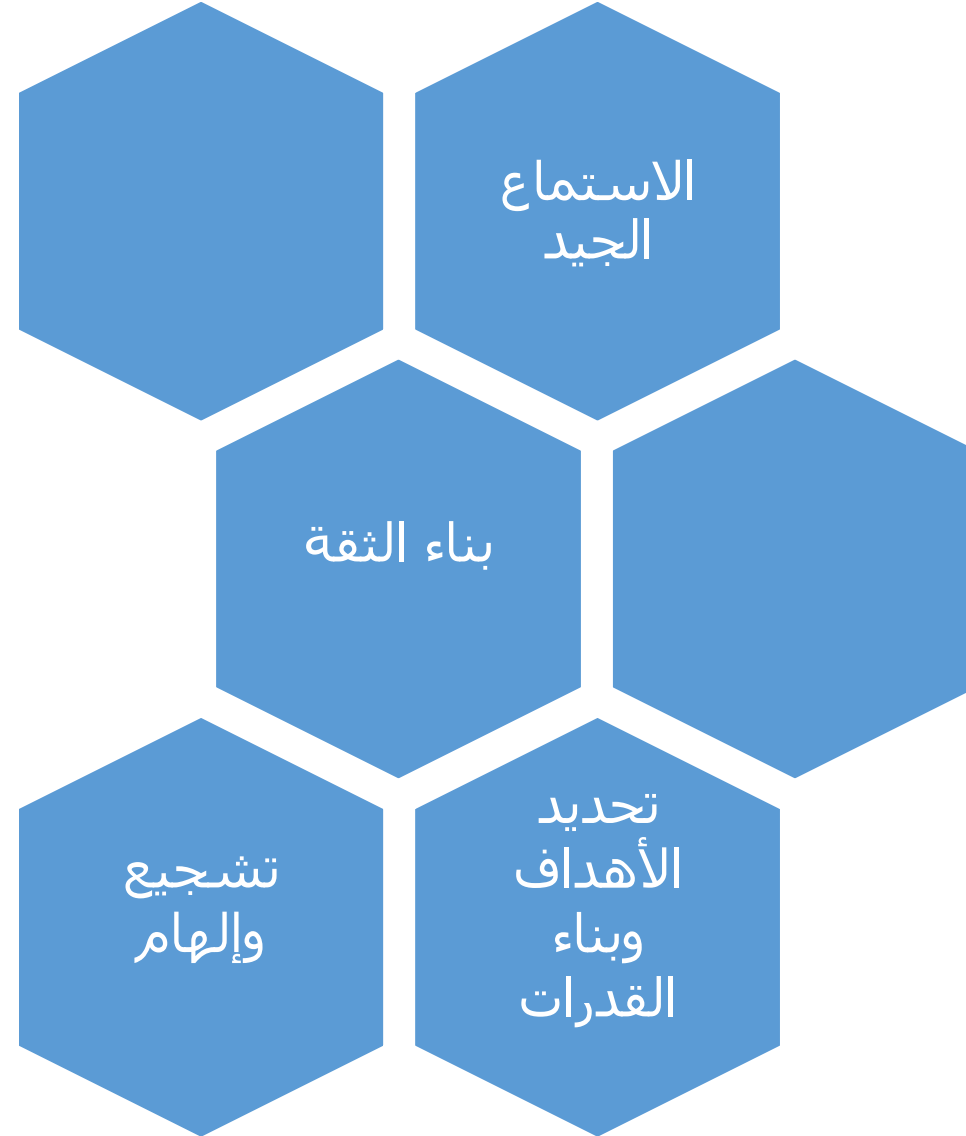 الاستماع
الجيد
بناء الثقة
تحديد
الأهداف
وبناء
القدرات
تشجيع
وإلهام